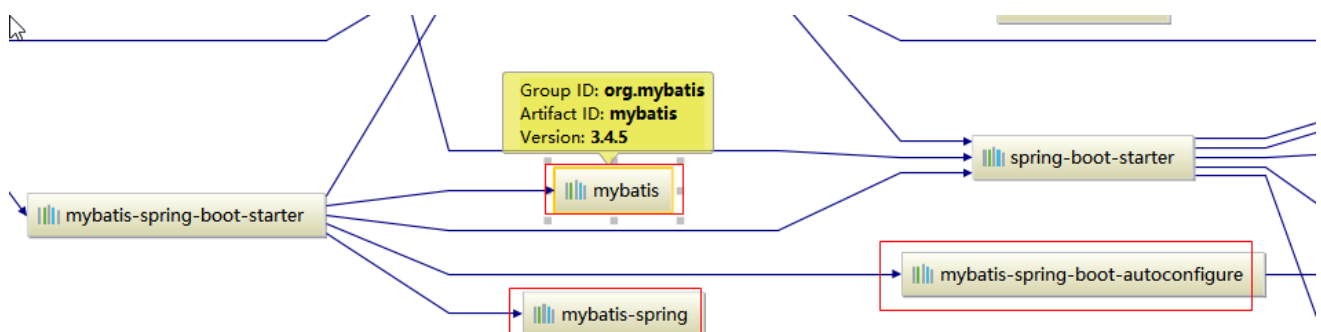 Group ID: org.mybatis
Artifact ID: mybatis
Version: 3.4.5
spring-boot-starter
mybatis
mybatis-spring-boot-starter
mybatis-spring-boot-autoconfigure
mybatis-spring